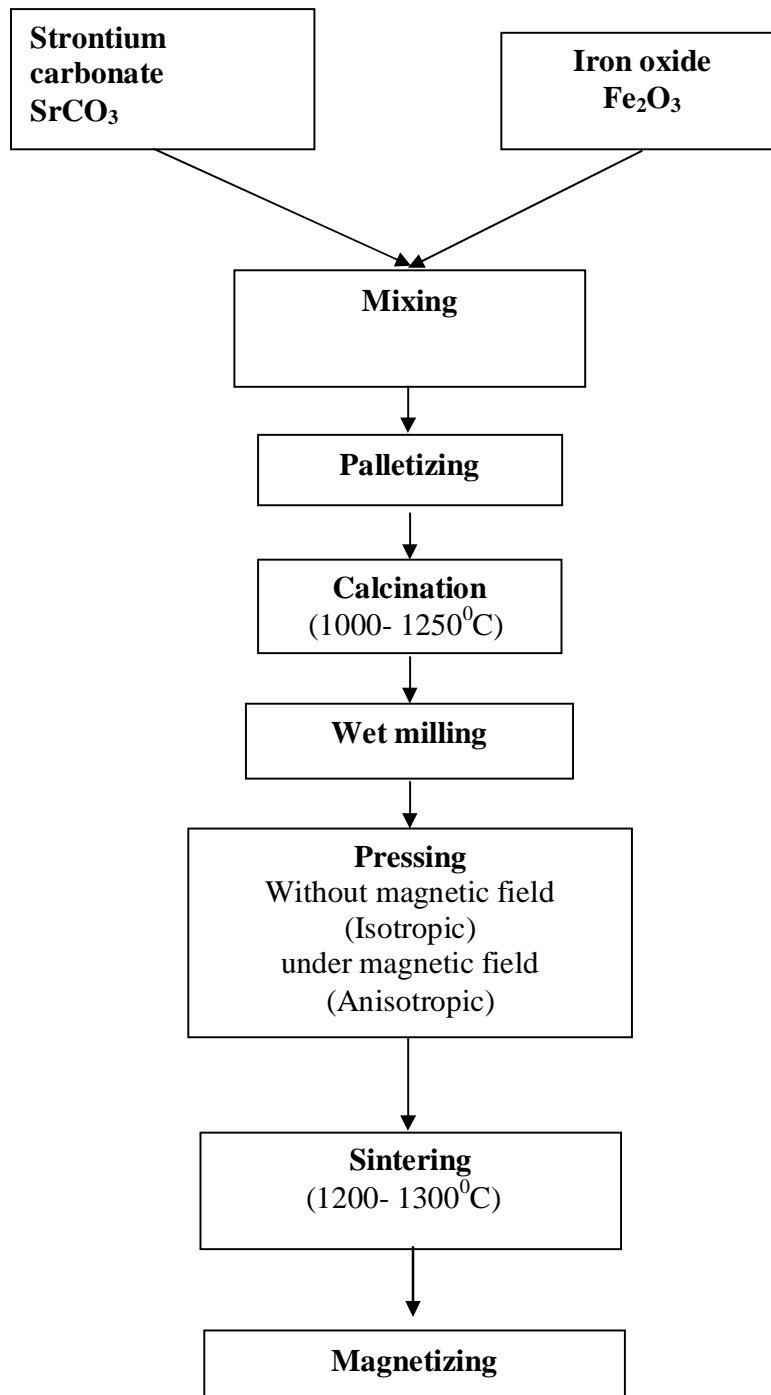 Strontium
carbonate
SrCO₃
Iron oxide
Fe₂O₃
Mixing
Palletizing
Calcination
(1000- 1250⁰C)
Wet milling
Pressing
Without magnetic field
(Isotropic)
under magnetic field
(Anisotropic)
Sintering
(1200- 1300⁰C)
Magnetizing